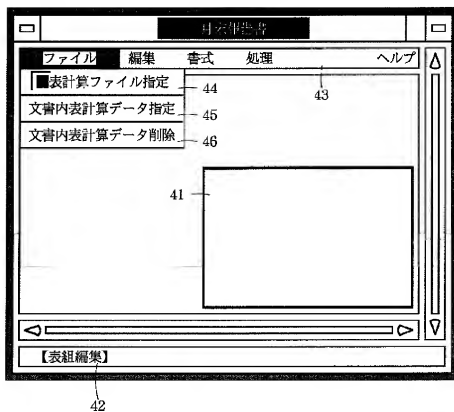 月次報告書
ファイル 編集 書式 処理 ヘルプ
表計算ファイル指定 44
43
文書内表計算データ指定 45
文書内表計算データ削除 46
41
【表組編集】
42